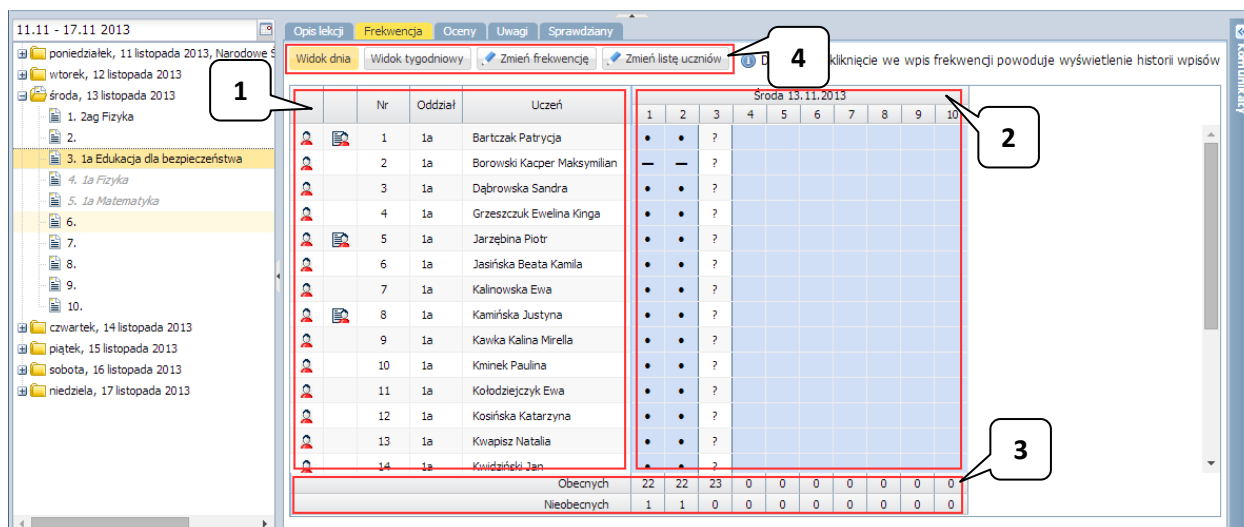 11.11 - 17.11 2013
poniedziałek, 11 listopada 2013, Narodowe Ś
wtorek, 12 listopada 2013
środa, 13 listopada 2013
1. 2ag Fizyka
2.
3. 1a Edukacja dla bezpieczeństwa
4. 1a Fizyka
5. 1a Matematyka
6.
7.
8.
9.
10.
czwartek, 14 listopada 2013
piątek, 15 listopada 2013
sobota, 16 listopada 2013
niedziela, 17 listopada 2013
1
Opis lekcji Frekwencja Oceny Uwagi Sprawdziany
Widok dnia Widok tygodniowy Zmień frekwencję Zmień listę uczniów
4
D kliknięcie we wpis frekwencji powoduje wyświetlenie historii wpisów
Komunikaty
Nr Oddział Uczeń Środa 13.11.2013
1 2 3 4 5 6 7 8 9 10
2
1 1a Bartczak Patrycja • • ?
2 1a Borowski Kacper Maksymilian — — ?
3 1a Dąbrowska Sandra • • ?
4 1a Grzeszczuk Ewelina Kinga • • ?
5 1a Jarzębina Piotr • • ?
6 1a Jasińska Beata Kamila • • ?
7 1a Kalinowska Ewa • • ?
8 1a Kamińska Justyna • • ?
9 1a Kawka Kalina Mirella • • ?
10 1a Kminek Paulina • • ?
11 1a Kołodziejczyk Ewa • • ?
12 1a Kosińska Katarzyna • • ?
13 1a Kwapisz Natalia • • ?
14 1a Kwidziński Jan • • ?
3
Obecnych 22 22 23 0 0 0 0 0 0 0
Nieobecnych 1 1 0 0 0 0 0 0 0 0